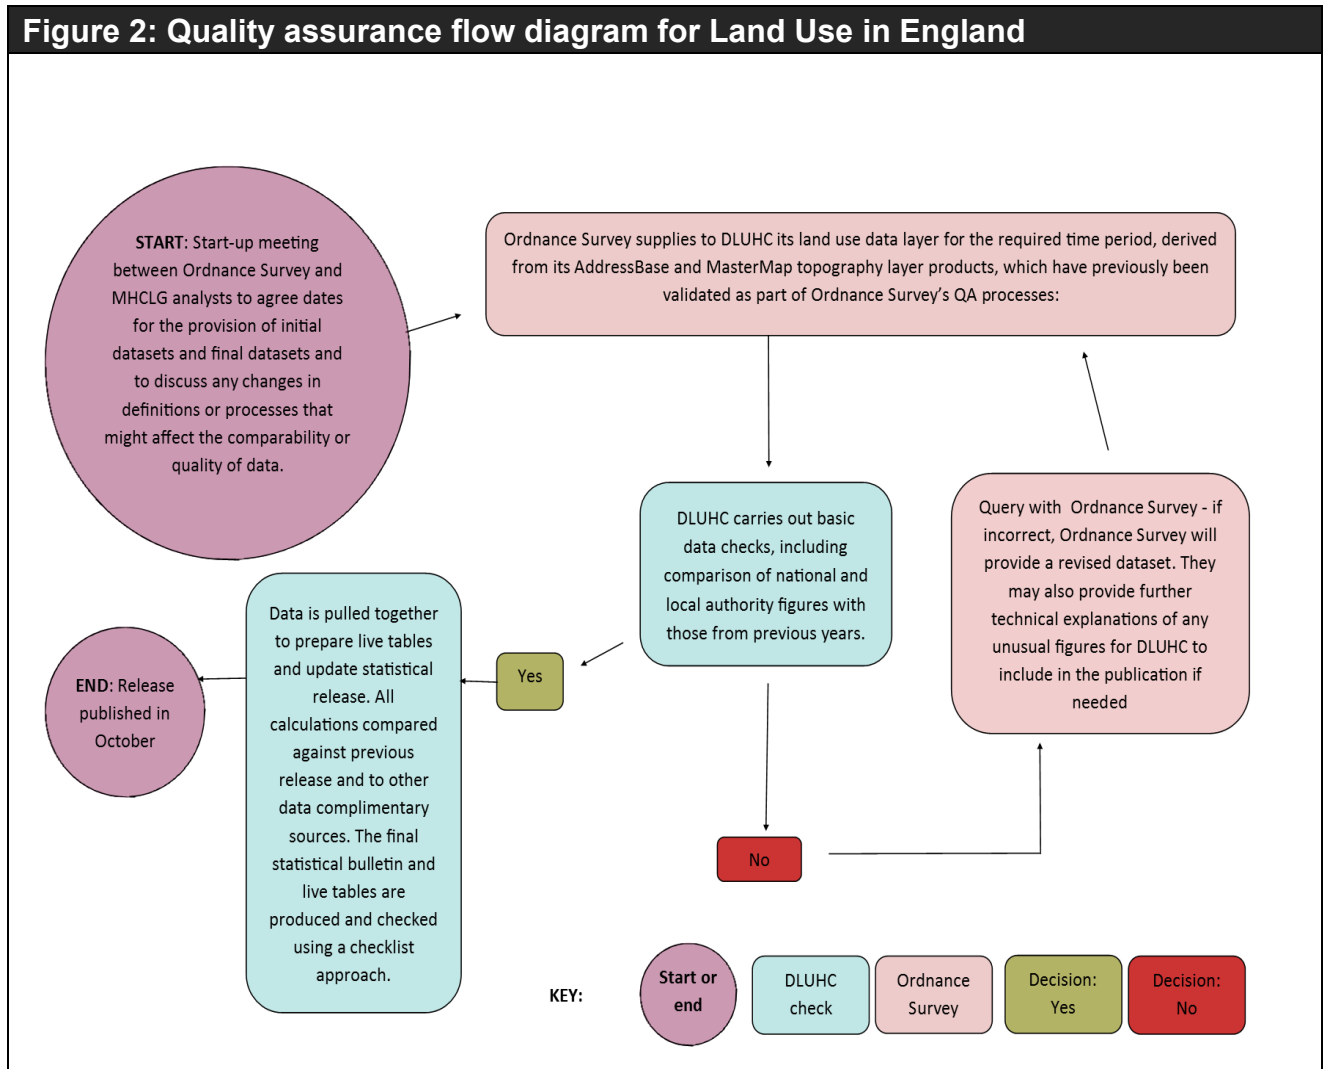 Figure 2: Quality assurance flow diagram for Land Use in England
START: Start-up meeting
between Ordnance Survey and
MHCLG analysts to agree dates
for the provision of initial
datasets and final datasets and
to discuss any changes in
definitions or processes that
might affect the comparability or
quality of data.
Ordnance Survey supplies to DLUHC its land use data layer for the required time period, derived
from its AddressBase and MasterMap topography layer products, which have previously been
validated as part of Ordnance Survey's QA processes:
DLUHC carries out basic
data checks, including
comparison of national and
local authority figures with
those from previous years.
Query with  Ordnance Survey - if
incorrect, Ordnance Survey will
provide a revised dataset. They
may also provide further
technical explanations of any
unusual figures for DLUHC to
include in the publication if
needed
Yes
No
Data is pulled together
to prepare live tables
and update statistical
release. All
calculations compared
against previous
release and to other
data complimentary
sources. The final
statistical bulletin and
live tables are
produced and checked
using a checklist
approach.
END: Release
published in
October
KEY:
Start or
end
DLUHC
check
Ordnance
Survey
Decision:
Yes
Decision:
No